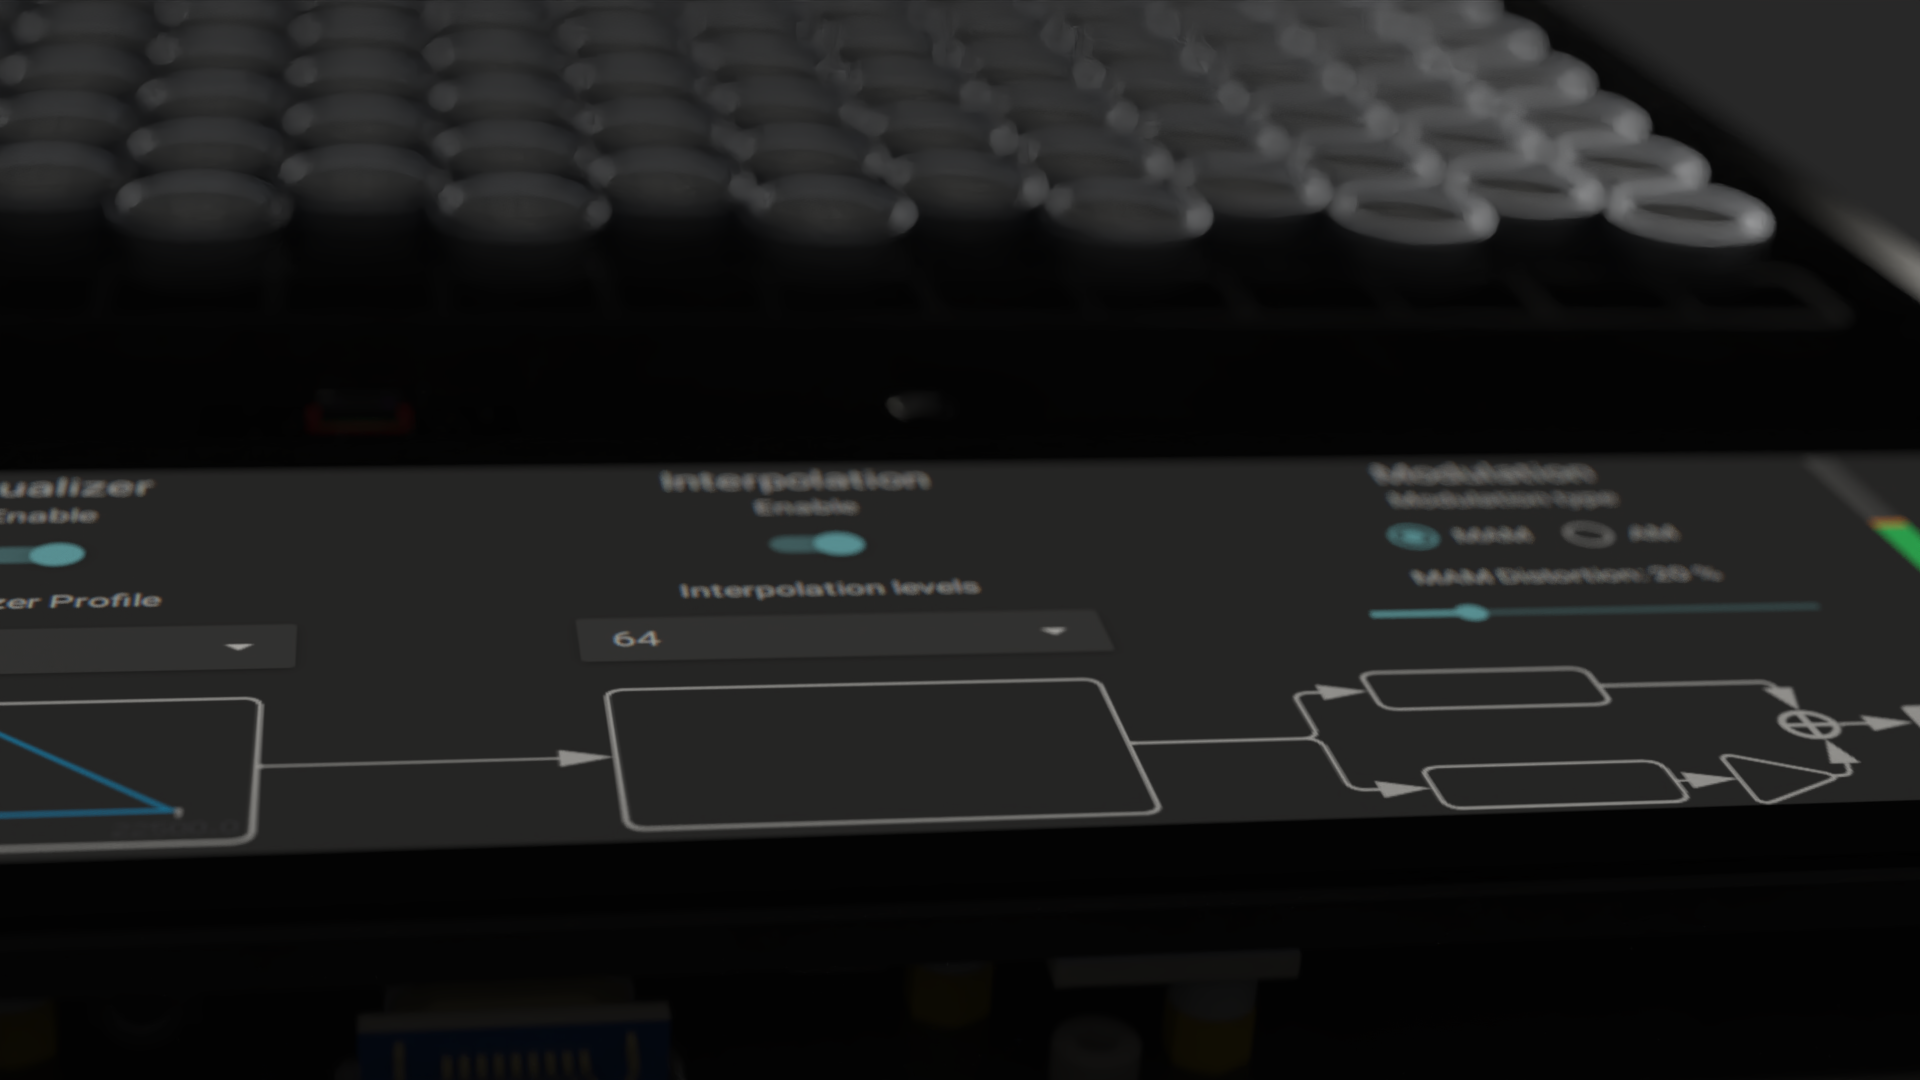 ualizer
Enable
zer Profile
Interpolation
Enable
Interpolation levels
64
Modulation
Modulation type
MAM AM
MAM Distortion: 20 %